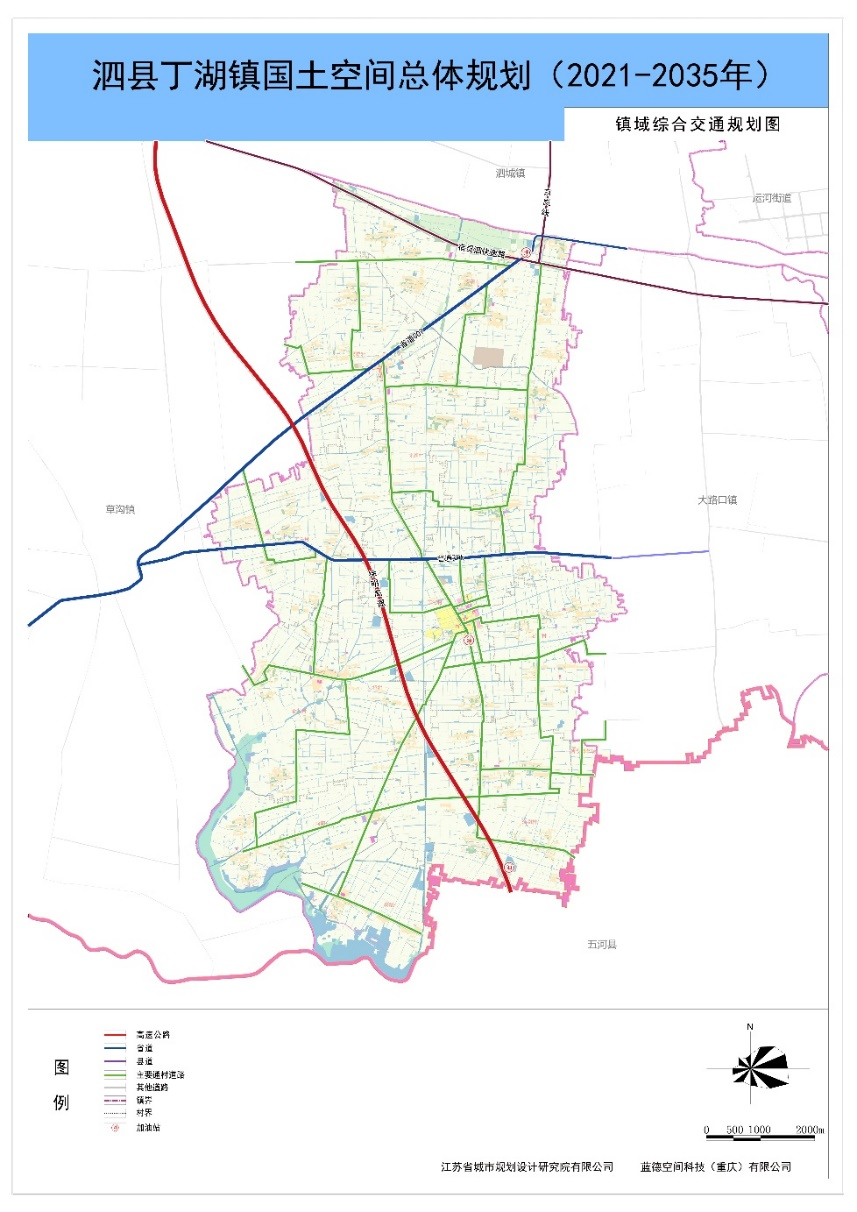 泗县丁湖镇国土空间总体规划（2021-2035年）
镇域综合交通规划图
泗城镇
运河街道
草沟镇
大路口镇
五河县
图
例
高速公路
省道
县道
主要通村道路
其他道路
镇界
村界
加油站
N
0 500 1000 2000m
江苏省城市规划设计研究院有限公司 蓝德空间科技（重庆）有限公司